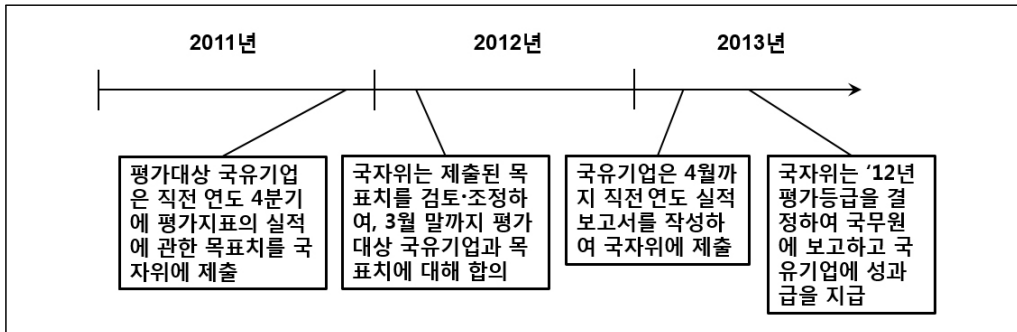 2011년
2012년
2013년
평가대상 국유기업
은 직전 연도 4분기
에 평가지표의 실적
에 관한 목표치를 국
자위에 제출
국자위는 제출된 목
표치를 검토·조정하
여, 3월 말까지 평가
대상 국유기업과 목
표치에 대해 합의
국유기업은 4월까
지 직전 연도 실적
보고서를 작성하
여 국자위에 제출
국자위는 ‘12년
평가등급을 결
정하여 국무원
에 보고하고 국
유기업에 성과
급을 지급